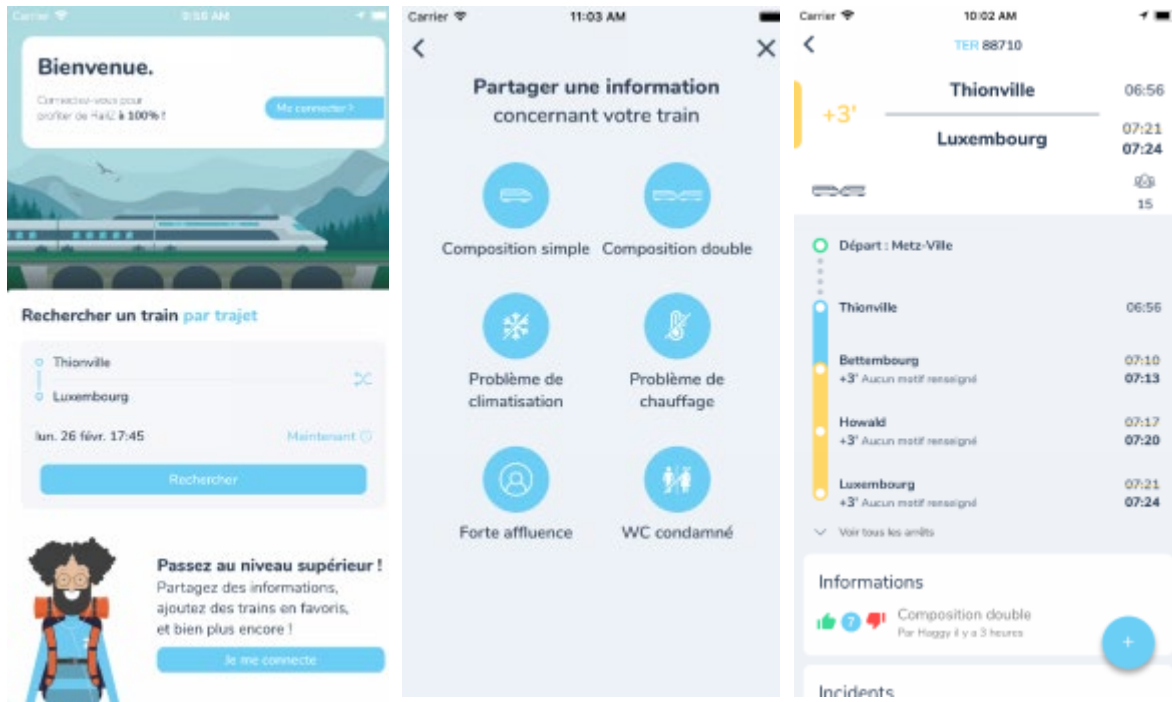 Carrier
9:58 AM
Bienvenue.
Connectez-vous pour
profiter de Railz à 100% !
Me connecter >
Rechercher un train par trajet
Thionville
Luxembourg
lun. 26 févr. 17:45
Maintenant
Rechercher
Passez au niveau supérieur !
Partagez des informations,
ajoutez des trains en favoris,
et bien plus encore !
Je me connecte
Carrier
11:03 AM
Partager une information
concernant votre train
Composition simple
Composition double
Problème de
climatisation
Problème de
chauffage
Forte affluence
WC condamné
Carrier
10:02 AM
TER 88710
+3'
Thionville
06:56
Luxembourg
07:21
07:24
15
Départ : Metz-Ville
Thionville
06:56
Bettembourg
07:10
+3' Aucun motif renseigné
07:13
Howald
07:17
+3' Aucun motif renseigné
07:20
Luxembourg
07:21
+3' Aucun motif renseigné
07:24
Voir tous les arrêts
Informations
7
Composition double
Par Hoggy il y a 3 heures
+
Incidents